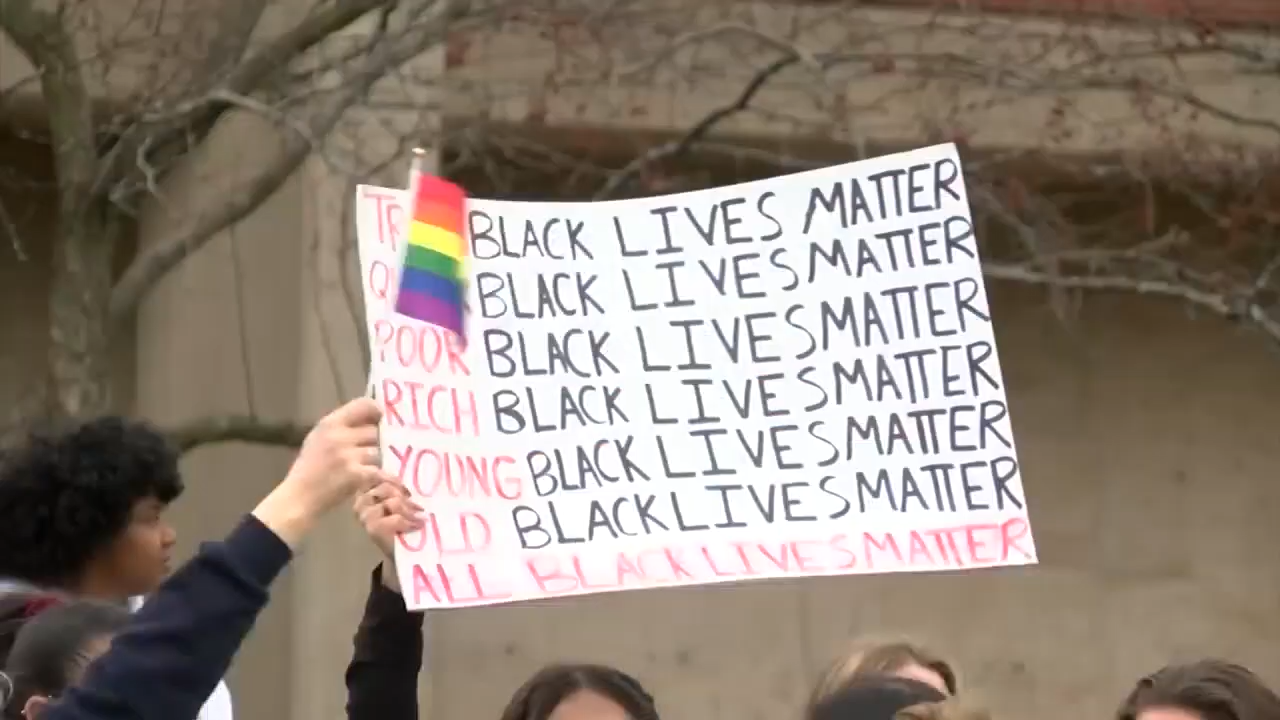 BLACK LIVES MATTER
BLACK LIVES MATTER
POOR BLACK LIVES MATTER
RICH BLACK LIVES MATTER
YOUNG BLACK LIVES MATTER
OLD BLACK LIVES MATTER
ALL BLACK LIVES MATTER